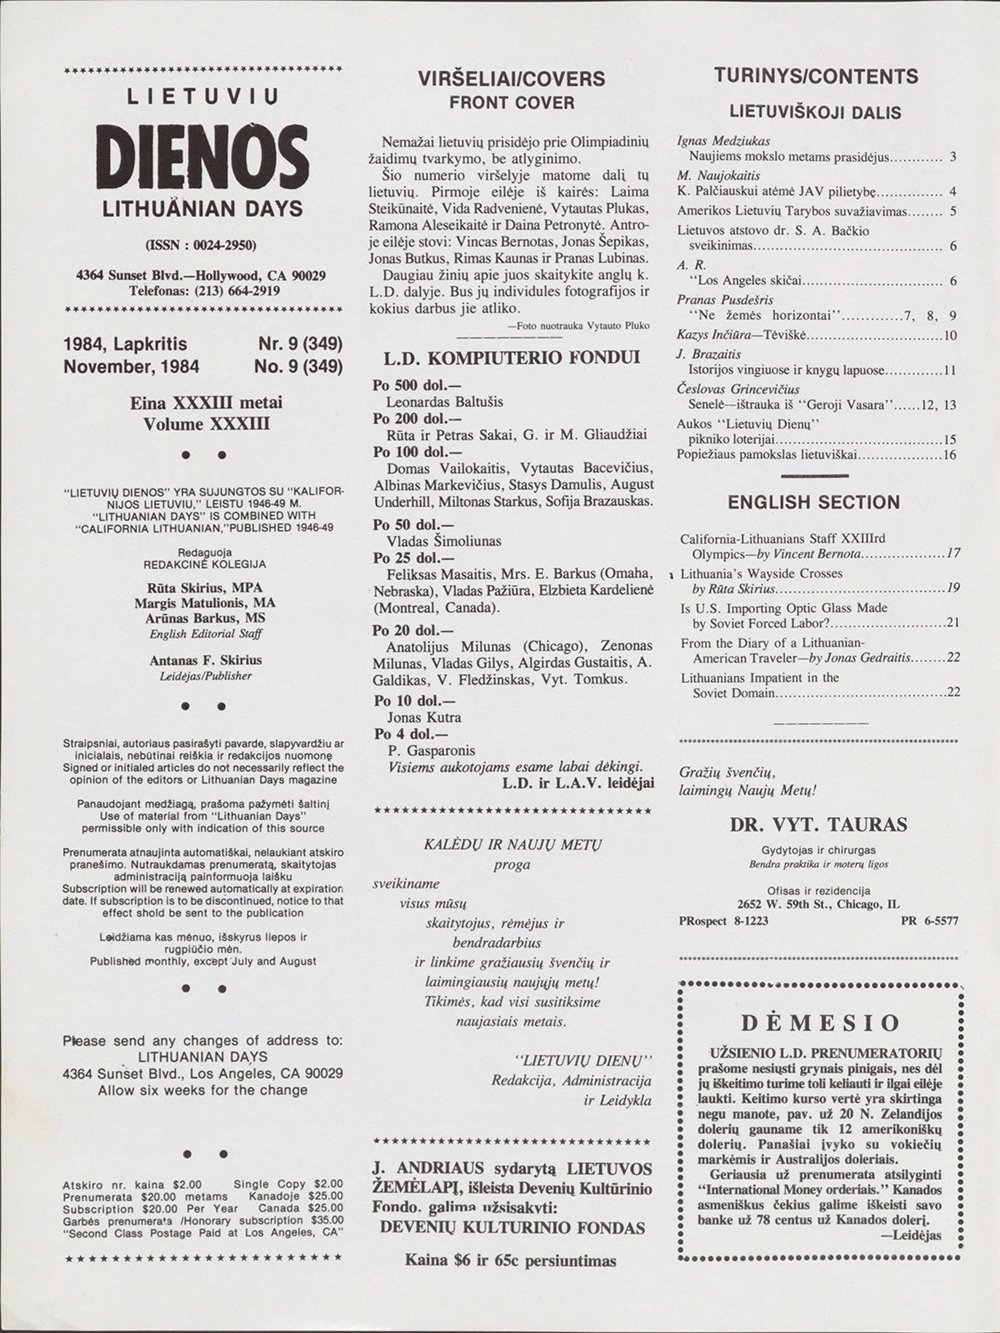 LIETUVIU
DIENOS
LITHUANIAN DAYS
(ISSN : 0024-2950)
4364 Sunset Blvd.—Hollywood, CA 90029
Telefonas: (213) 664-2919
1984, Lapkritis Nr. 9 (349)
November, 1984 No. 9 (349)
Eina XXXIII metai
Volume XXXIII
"LIETUVIŲ DIENOS" YRA SUJUNGTOS SU "KALIFOR-
NIJOS LIETUVIU," LEISTU 1946-49 M.
"LITHUANIAN DAYS" IS COMBINED WITH
"CALIFORNIA LITHUANIAN,"PUBLISHED 1946-49
Redaguoja
REDAKCINĖ KOLEGIJA
Rūta Skirius, MPA
Margis Matulionis, MA
Arūnas Barkus, MS
English Editorial Staff
Antanas F. Skirius
Leidėjas/Publisher
Straipsniai, autoriaus pasirašyti pavarde, slapyvardžiu ar
inicialais, nebūtinai reiškia ir redakcijos nuomonę
Signed or initialed articles do not necessarily reflect the
opinion of the editors or Lithuanian Days magazine
Panaudojant medžiagą, prašoma pažymėti šaltinį
Use of material from "Lithuanian Days"
permissible only with indication of this source
Prenumerata atnaujinta automatiškai, nelaukiant atskiro
pranešimo. Nutraukdamas prenumeratą, skaitytojas
administraciją painformuoja laišku
Subscription will be renewed automatically at expiration
date. If subscription is to be discontinued, notice to that
effect shold be sent to the publication
Leidžiama kas mėnuo, išskyrus liepos ir
rugpiūčio mėn.
Published monthly, except July and August
Please send any changes of address to:
LITHUANIAN DAYS
4364 Sunset Blvd., Los Angeles, CA 90029
Allow six weeks for the change
Atskiro nr. kaina $2.00 Single Copy $2.00
Prenumerata $20.00 metams Kanadoje $25.00
Subscription $20.00 Per Year Canada $25.00
Garbės prenumerata /Honorary subscription $35.00
"Second Class Postage Paid at Los Angeles, CA"
VIRŠELIAI/COVERS
FRONT COVER
Nemažai lietuvių prisidėjo prie Olimpiadinių
žaidimų tvarkymo, be atlyginimo.
Šio numerio viršelyje matome dalį tų
lietuvių. Pirmoje eilėje iš kairės: Laima
Steikūnaitė, Vida Radvenienė, Vytautas Plukas,
Ramona Aleseikaitė ir Daina Petronytė. Antro-
je eilėje stovi: Vincas Bernotas, Jonas Šepikas,
Jonas Butkus, Rimas Kaunas ir Pranas Lubinas.
Daugiau žinių apie juos skaitykite anglų k.
L.D. dalyje. Bus jų individules fotografijos ir
kokius darbus jie atliko.
—Foto nuotrauka Vytauto Pluko
L.D. KOMPIUTERIO FONDUI
Po 500 dol.—
Leonardas Baltušis
Po 200 dol.—
Rūta ir Petras Sakai, G. ir M. Gliaudžiai
Po 100 dol.—
Domas Vailokaitis, Vytautas Bacevičius,
Albinas Markevičius, Stasys Damulis, August
Underhill, Miltonas Starkus, Sofija Brazauskas.
Po 50 dol.—
Vladas Šimoliunas
Po 25 dol.—
Feliksas Masaitis, Mrs. E. Barkus (Omaha,
Nebraska), Vladas Pažiūra, Elzbieta Kardelienė
(Montreal, Canada).
Po 20 dol.—
Anatolijus Milunas (Chicago), Zenonas
Milunas, Vladas Gilys, Algirdas Gustaitis, A.
Galdikas, V. Fledžinskas, Vyt. Tomkus.
Po 10 dol.—
Jonas Kutra
Po 4 dol.—
P. Gasparonis
Visiems aukotojams esame labai dėkingi.
L.D. ir L.A.V. leidėjai
KALĖDŲ IR NAUJŲ METŲ
proga
sveikiname
visus mūsų
skaitytojus, rėmėjus ir
bendradarbius
ir linkime gražiausių švenčių ir
laimingiausių naujųjų metų!
Tikimės, kad visi susitiksime
naujasiais metais.
"LIETUVIŲ DIENŲ"
Redakcija, Administracija
ir Leidykla
J. ANDRIAUS sydarytą LIETUVOS
ŽEMĖLAPĮ, išleista Devenių Kultūrinio
Fondo. galima užsisakyti:
DEVENIŲ KULTURINIO FONDAS
Kaina $6 ir 65c persiuntimas
TURINYS/CONTENTS
LIETUVIŠKOJI DALIS
Ignas Medziukas
Naujiems mokslo metams prasidėjus............ 3
M. Naujokaitis
K. Palčiauskui atėmė JAV pilietybę............... 4
Amerikos Lietuvių Tarybos suvažiavimas........ 5
Lietuvos atstovo dr. S. A. Bačkio
sveikinimas........................................... 6
A. R.
"Los Angeles skičai................................ 6
Pranas Pusdešris
"Ne žemės horizontai"............7, 8, 9
Kazys Inčiūra—Tėviškė...............................10
J. Brazaitis
Istorijos vingiuose ir knygų lapuose.............11
Česlovas Grincevičius
Senelė—ištrauka iš "Geroji Vasara"......12, 13
Aukos "Lietuvių Dienų"
pikniko loterijai.......................................15
Popiežiaus pamokslas lietuviškai....................16
ENGLISH SECTION
California-Lithuanians Staff XXIIIrd
Olympics—by Vincent Bernota...................17
Lithuania's Wayside Crosses
by Rūta Skirius.......................................19
Is U.S. Importing Optic Glass Made
by Soviet Forced Labor?...........................21
From the Diary of a Lithuanian-
American Traveler—by Jonas Gedraitis........22
Lithuanians Impatient in the
Soviet Domain.......................................22
Gražių švenčių,
laimingų Naujų Metų!
DR. VYT. TAURAS
Gydytojas ir chirurgas
Bendra praktika ir moterų ligos
Ofisas ir rezidencija
2652 W. 59th St., Chicago, IL
PRospect 8-1223 PR 6-5577
DĖMESIO
UŽSIENIO L.D. PRENUMERATORIŲ
prašome nesiųsti grynais pinigais, nes dėl
jų iškeitimo turime toli keliauti ir ilgai eilėje
laukti. Keitimo kurso vertė yra skirtinga
negu manote, pav. už 20 N. Zelandijos
dolerių gauname tik 12 amerikoniškų
dolerių. Panašiai įvyko su vokiečių
markėmis ir Australijos doleriais.
Geriausia už prenumerata atsilyginti
"International Money orderiais." Kanados
asmeniškus čekius galime iškeisti savo
banke už 78 centus už Kanados dolerį.
—Leidėjas